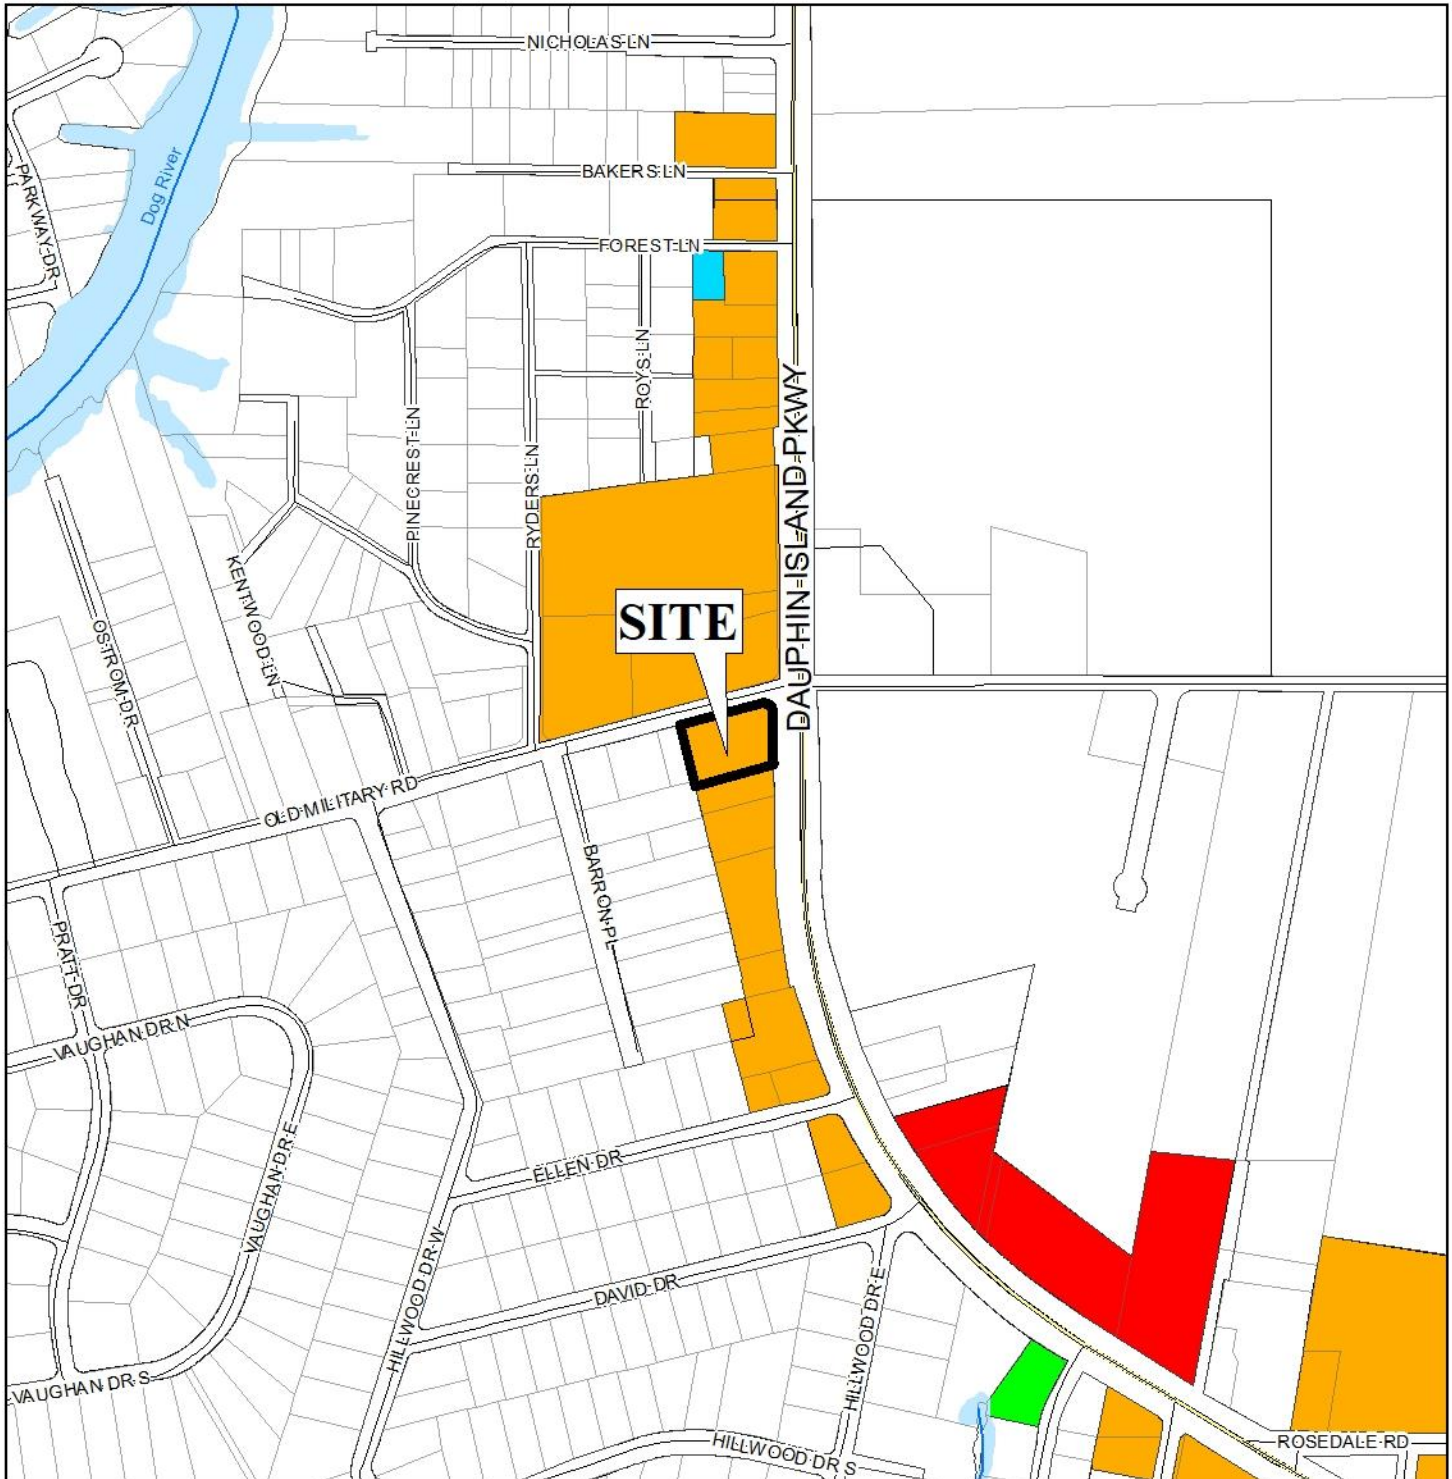 NICHOLAS LN
BAKERS LN
Dog River
PARKWAY DR
FOREST LN
ROYS LN
DAUPHIN ISLAND PKWY
PINECREST LN
RYDERS LN
KENTWOOD LN
SITE
OSTROM DR
OLD MILITARY RD
BARRON PL
PRATT DR
VAUGHAN DR N
VAUGHAN DR E
ELLEN DR
HILLWOOD DR W
DAVID DR
HILLWOOD DR E
VAUGHAN DR S
HILLWOOD DR S
ROSEDALE RD